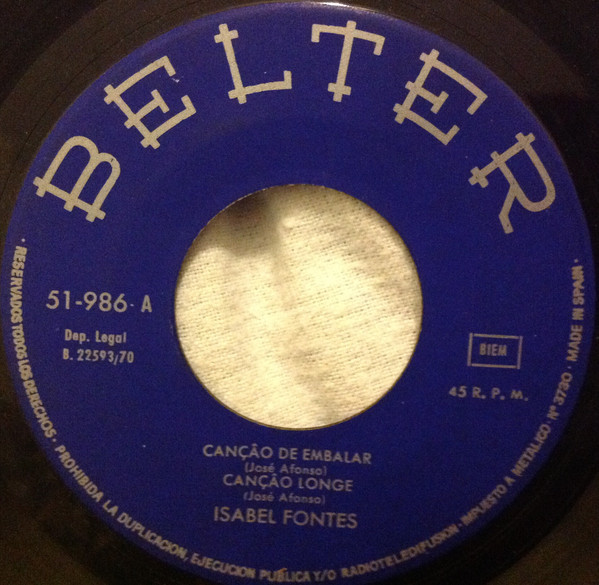 BELTER
51-986-A
Dep. Legal
B. 22593/70
BIEM
45 R. P. M.
CANÇÃO DE EMBALAR
(José Afonso)
CANÇÃO LONGE
(José Afonso)
ISABEL FONTES
· RESERVADOS TODOS LOS DERECHOS · PROHIBIDA LA DUPLICACION, EJECUCION PUBLICA Y/O RADIOTELEDIFUSION · IMPUESTO A METALICO · Nº 3730 · MADE IN SPAIN ·